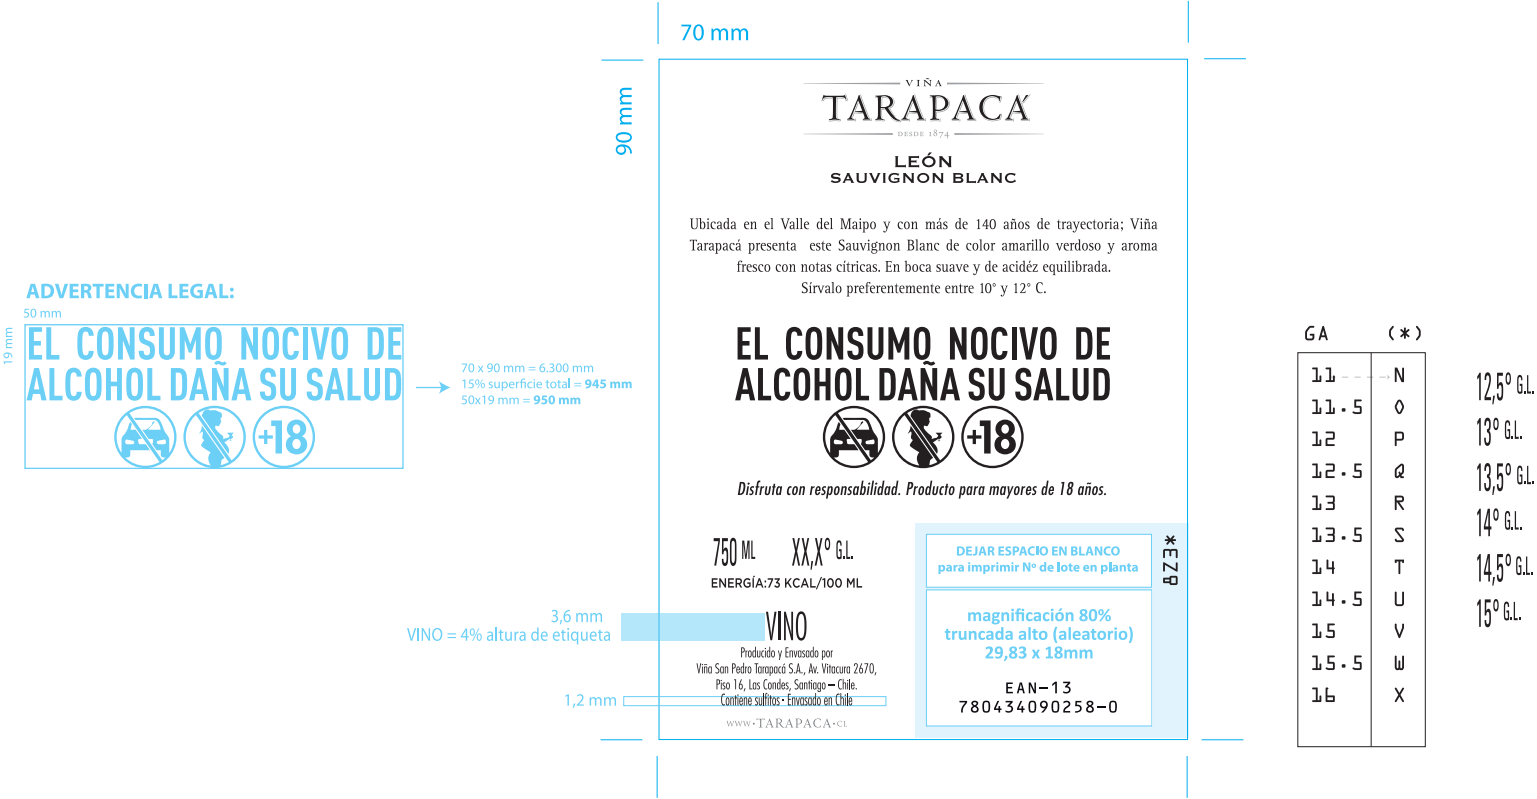 70 mm
90 mm
VIÑA
TARAPACÁ
DESDE 1874
LEÓN
SAUVIGNON BLANC
Ubicada en el Valle del Maipo y con más de 140 años de trayectoria; Viña
Tarapacá presenta este Sauvignon Blanc de color amarillo verdoso y aroma
fresco con notas cítricas. En boca suave y de acidéz equilibrada.
Sírvalo preferentemente entre 10° y 12° C.
ADVERTENCIA LEGAL:
50 mm
19 mm
EL CONSUMO NOCIVO DE
ALCOHOL DAÑA SU SALUD
+18
70 x 90 mm = 6.300 mm
15% superficie total = 945 mm
50x19 mm = 950 mm
EL CONSUMO NOCIVO DE
ALCOHOL DAÑA SU SALUD
+18
Disfruta con responsabilidad. Producto para mayores de 18 años.
750 ML XX,X° G.L.
ENERGÍA:73 KCAL/100 ML
3,6 mm
VINO = 4% altura de etiqueta
VINO
Producido y Envasado por
Viña San Pedro Tarapacá S.A., Av. Vitacura 2670,
Piso 16, Las Condes, Santiago – Chile.
1,2 mm
Contiene sulfitos · Envasado en Chile
WWW·TARAPACA·CL
DEJAR ESPACIO EN BLANCO
para imprimir Nº de lote en planta
magnificación 80%
truncada alto (aleatorio)
29,83 x 18mm
EAN-13
780434090258-0
GA (*)
11 N
11.5 O
12 P
12.5 Q
13 R
13.5 S
14 T
14.5 U
15 V
15.5 W
16 X
12,5° G.L.
13° G.L.
13,5° G.L.
14° G.L.
14,5° G.L.
15° G.L.